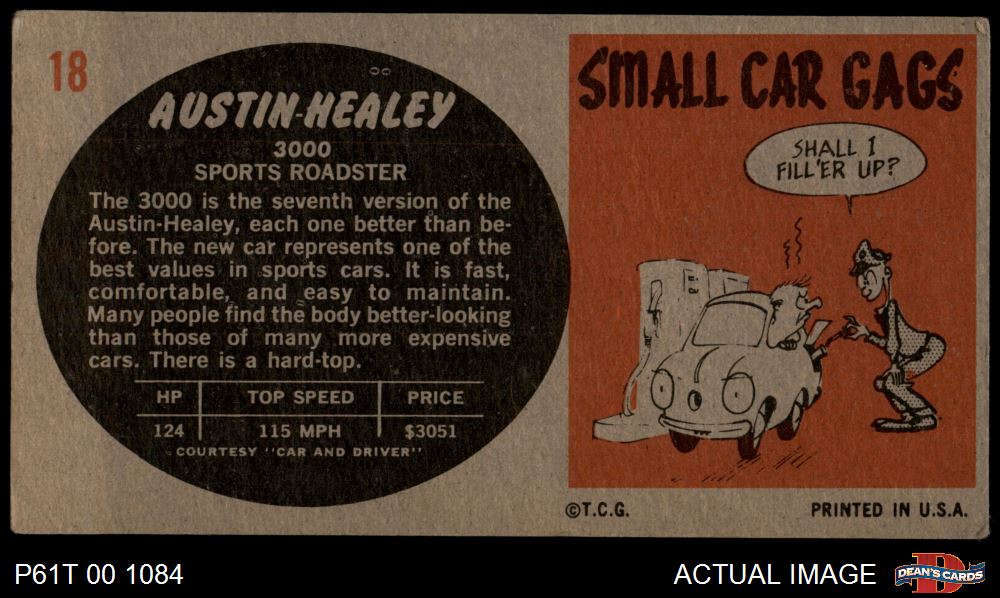 18
AUSTIN-HEALEY
3000
SPORTS ROADSTER
The 3000 is the seventh version of the
Austin-Healey, each one better than be-
fore. The new car represents one of the
best values in sports cars. It is fast,
comfortable, and easy to maintain.
Many people find the body better-looking
than those of many more expensive
cars. There is a hard-top.
HP TOP SPEED PRICE
124 115 MPH $3051
COURTESY "CAR AND DRIVER"
SMALL CAR GAGS
SHALL I
FILL'ER UP?
©T.C.G. PRINTED IN U.S.A.
P61T 00 1084
ACTUAL IMAGE
DEAN'S CARDS